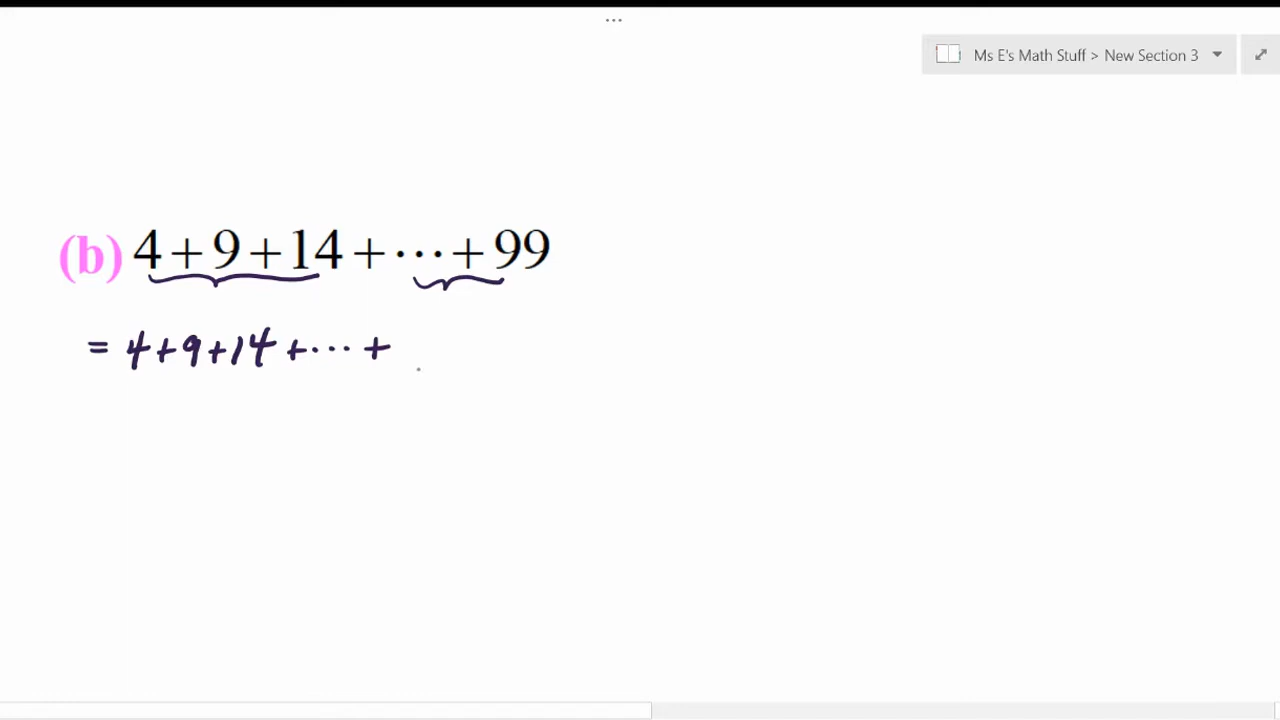 ...
Ms E's Math Stuff > New Section 3
(b) 4+9+14+⋯+99
= 4+9+14+⋯+